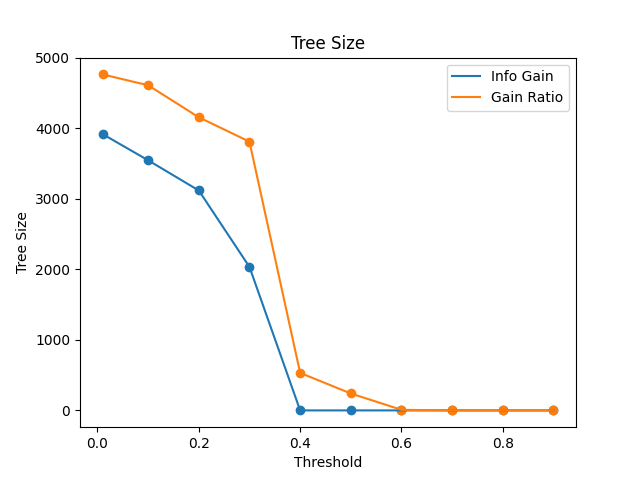 Tree Size
Info Gain
Gain Ratio
5000
4000
3000
2000
1000
0
Tree Size
0.0 0.2 0.4 0.6 0.8
Threshold